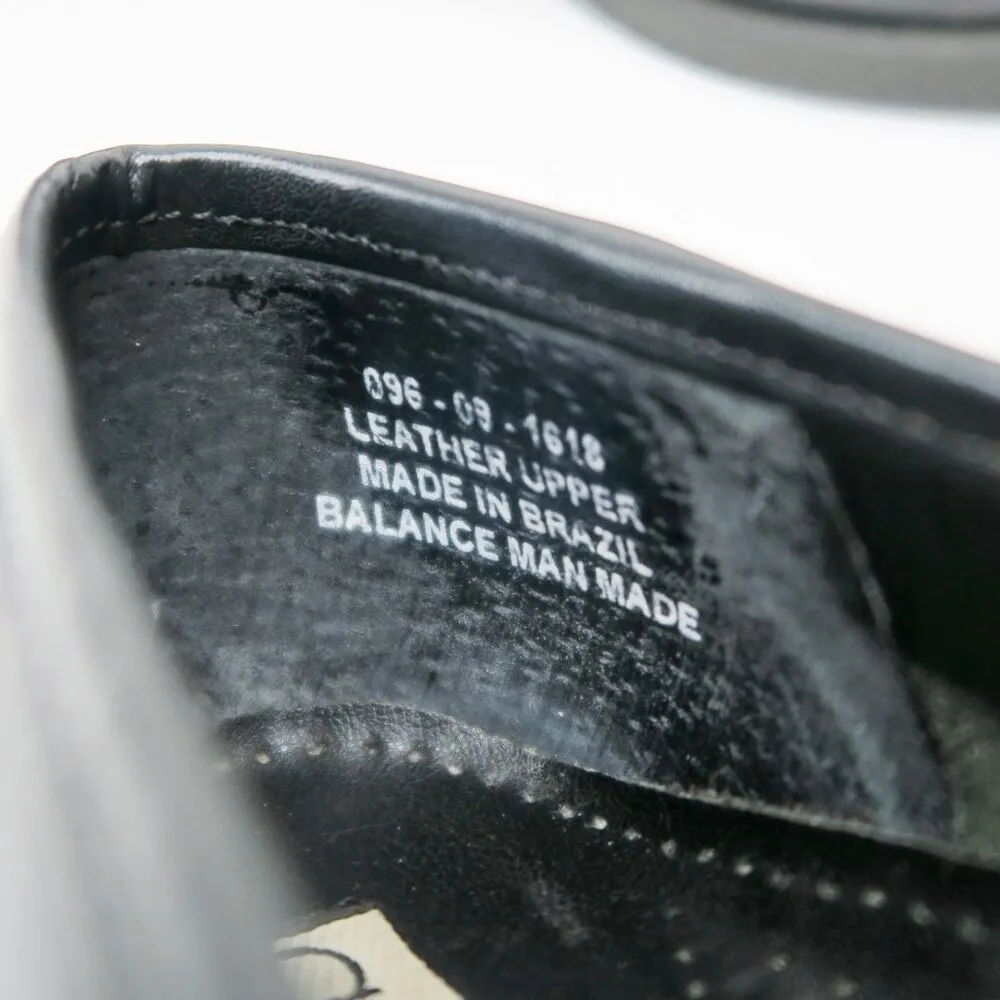 096 - 09 - 1618
LEATHER UPPER
MADE IN BRAZIL
BALANCE MAN MADE